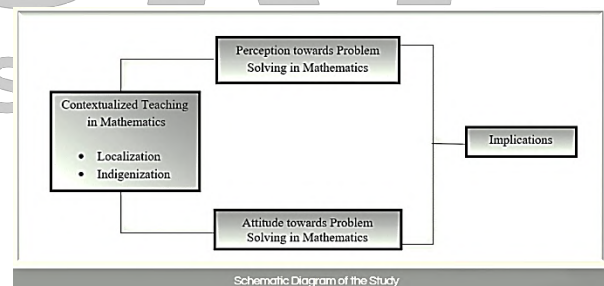 Perception towards Problem
Solving in Mathematics
Contextualized Teaching
in Mathematics
• Localization
• Indigenization
Implications
Attitude towards Problem
Solving in Mathematics
Schematic Diagram of the Study